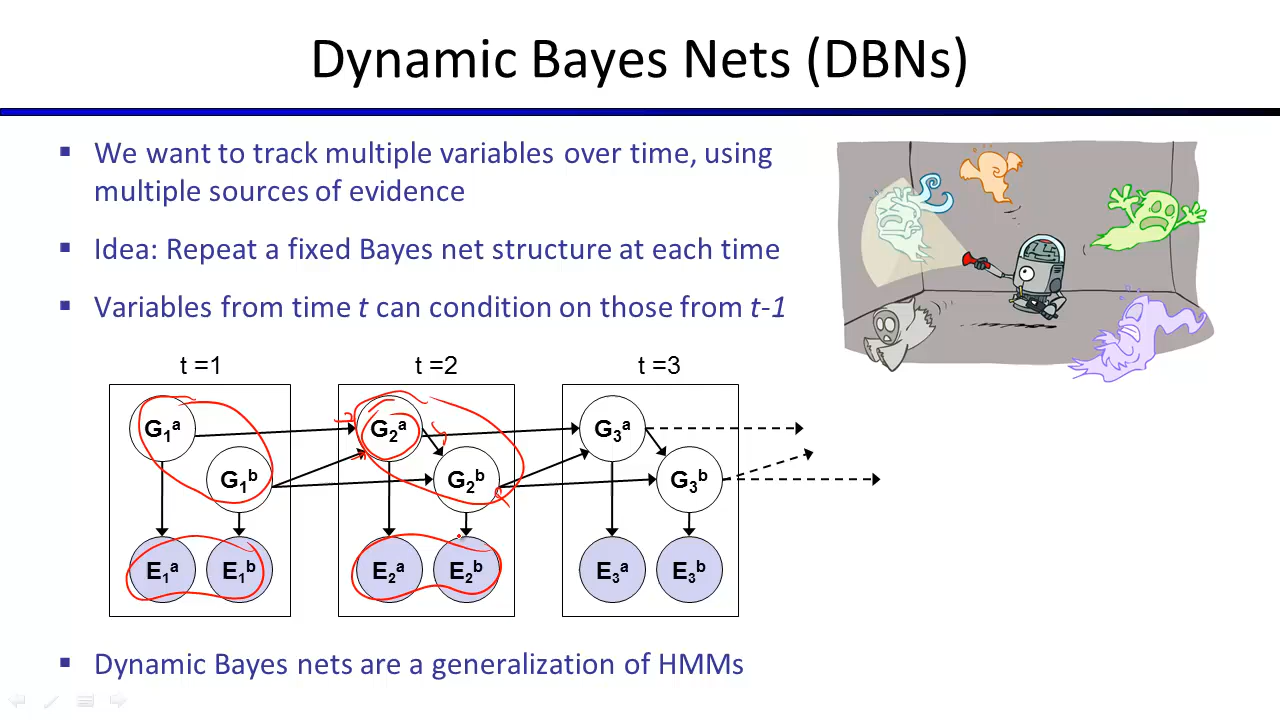 Dynamic Bayes Nets (DBNs)
▪ We want to track multiple variables over time, using
multiple sources of evidence
▪ Idea: Repeat a fixed Bayes net structure at each time
▪ Variables from time t can condition on those from t-1
t =1 t =2 t =3
G₁ᵃ G₂ᵃ G₃ᵃ
G₁ᵇ G₂ᵇ G₃ᵇ
E₁ᵃ E₁ᵇ E₂ᵃ E₂ᵇ E₃ᵃ E₃ᵇ
▪ Dynamic Bayes nets are a generalization of HMMs